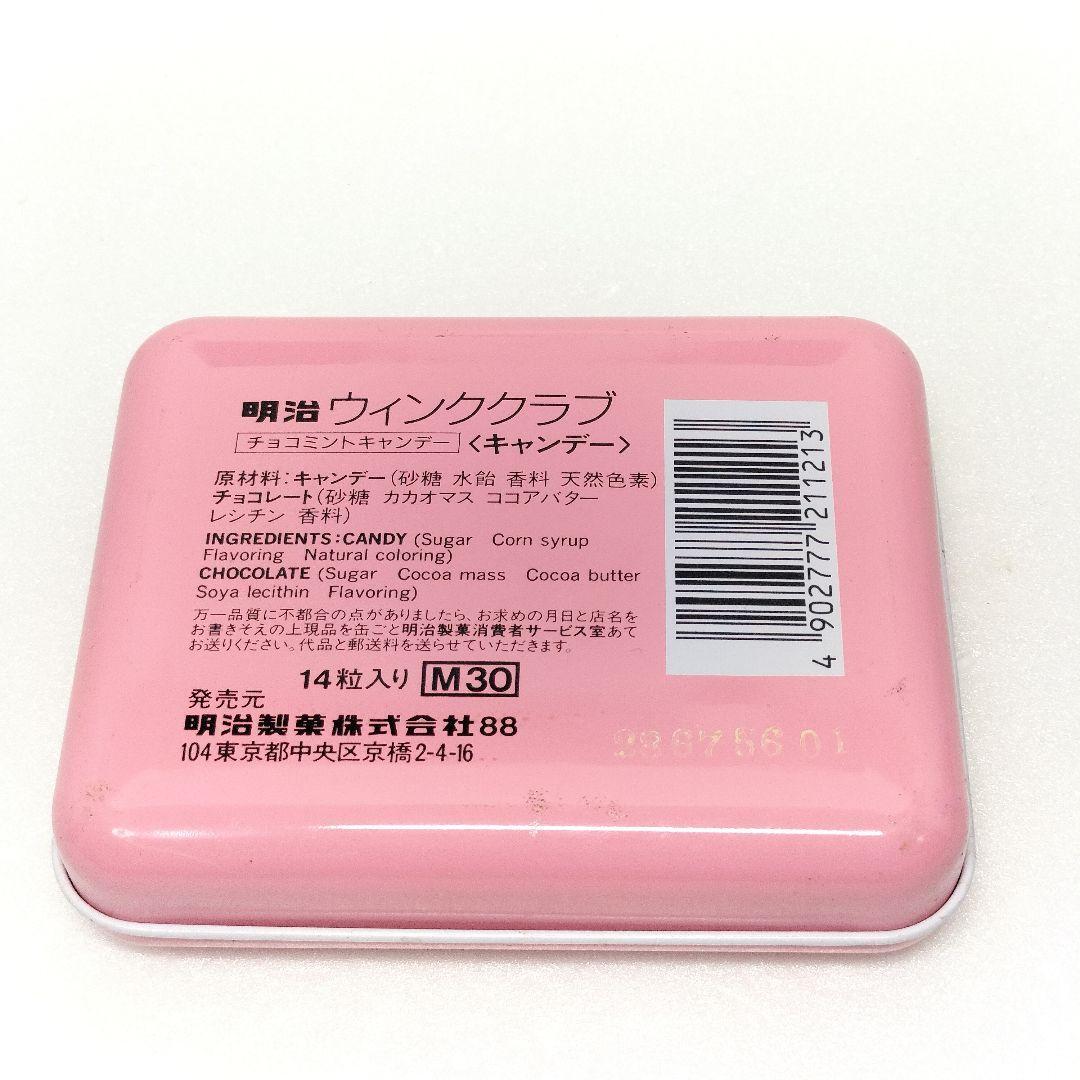 明治 ウィンククラブ
チョコミントキャンデー 〈キャンデー〉
原材料:キャンデー(砂糖 水飴 香料 天然色素)
チョコレート(砂糖 カカオマス ココアバター
レシチン 香料)
INGREDIENTS:CANDY (Sugar Corn syrup
Flavoring Natural coloring)
CHOCOLATE (Sugar Cocoa mass Cocoa butter
Soya lecithin Flavoring)
万一品質に不都合の点がありましたら、お求めの月日と店名を
お書きそえの上現品を缶ごと明治製菓消費者サービス室あて
お送りください。代品と郵送料を送らせていただきます。
14粒入り M30
発売元
明治製菓株式会社88
104東京都中央区京橋2-4-16
4 902777 211213